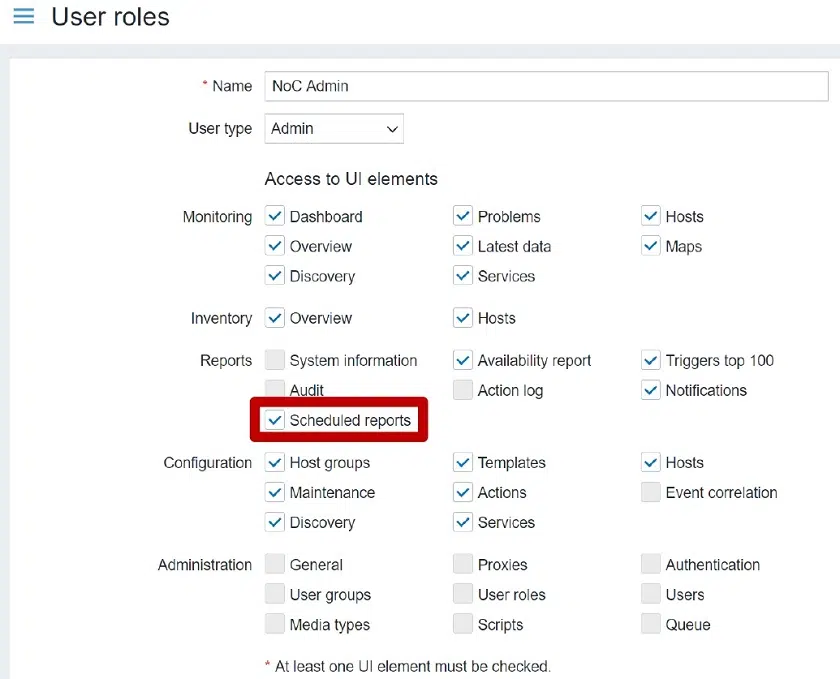 User roles
* Name NoC Admin
User type Admin
Access to UI elements
Monitoring Dashboard Problems Hosts
Overview Latest data Maps
Discovery Services
Inventory Overview Hosts
Reports System information Availability report Triggers top 100
Audit Action log Notifications
Scheduled reports
Configuration Host groups Templates Hosts
Maintenance Actions Event correlation
Discovery Services
Administration General Proxies Authentication
User groups User roles Users
Media types Scripts Queue
* At least one UI element must be checked.